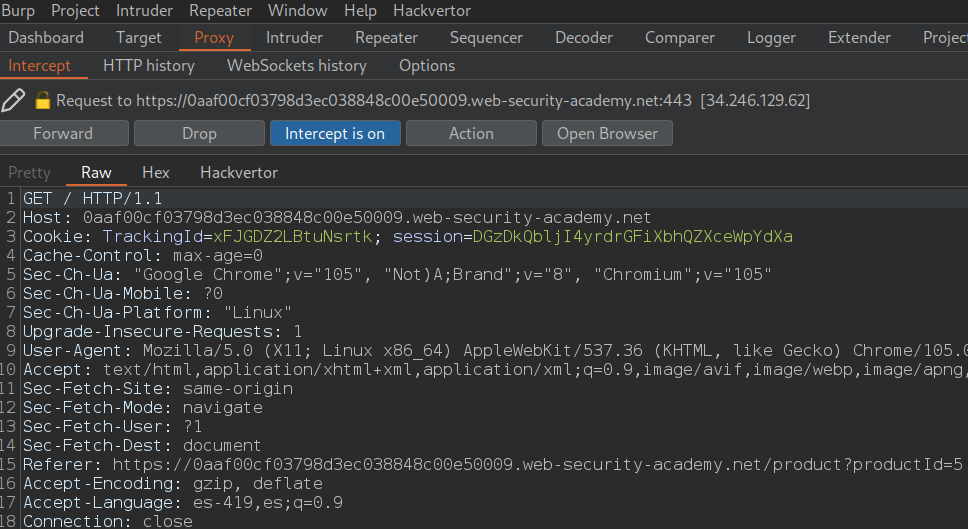 Burp Project Intruder Repeater Window Help Hackvertor
Dashboard Target Proxy Intruder Repeater Sequencer Decoder Comparer Logger Extender Project
Intercept HTTP history WebSockets history Options
Request to https://0aaf00cf03798d3ec038848c00e50009.web-security-academy.net:443 [34.246.129.62]
Forward Drop Intercept is on Action Open Browser
Pretty Raw Hex Hackvertor
1 GET / HTTP/1.1
2 Host: 0aaf00cf03798d3ec038848c00e50009.web-security-academy.net
3 Cookie: TrackingId=xFJGDZ2LBtuNsrtk; session=DGzDkQbljI4yrdrGFiXbhQZXceWpYdXa
4 Cache-Control: max-age=0
5 Sec-Ch-Ua: "Google Chrome";v="105", "Not)A;Brand";v="8", "Chromium";v="105"
6 Sec-Ch-Ua-Mobile: ?0
7 Sec-Ch-Ua-Platform: "Linux"
8 Upgrade-Insecure-Requests: 1
9 User-Agent: Mozilla/5.0 (X11; Linux x86_64) AppleWebKit/537.36 (KHTML, like Gecko) Chrome/105.0
10 Accept: text/html,application/xhtml+xml,application/xml;q=0.9,image/avif,image/webp,image/apng,
11 Sec-Fetch-Site: same-origin
12 Sec-Fetch-Mode: navigate
13 Sec-Fetch-User: ?1
14 Sec-Fetch-Dest: document
15 Referer: https://0aaf00cf03798d3ec038848c00e50009.web-security-academy.net/product?productId=5
16 Accept-Encoding: gzip, deflate
17 Accept-Language: es-419,es;q=0.9
18 Connection: close